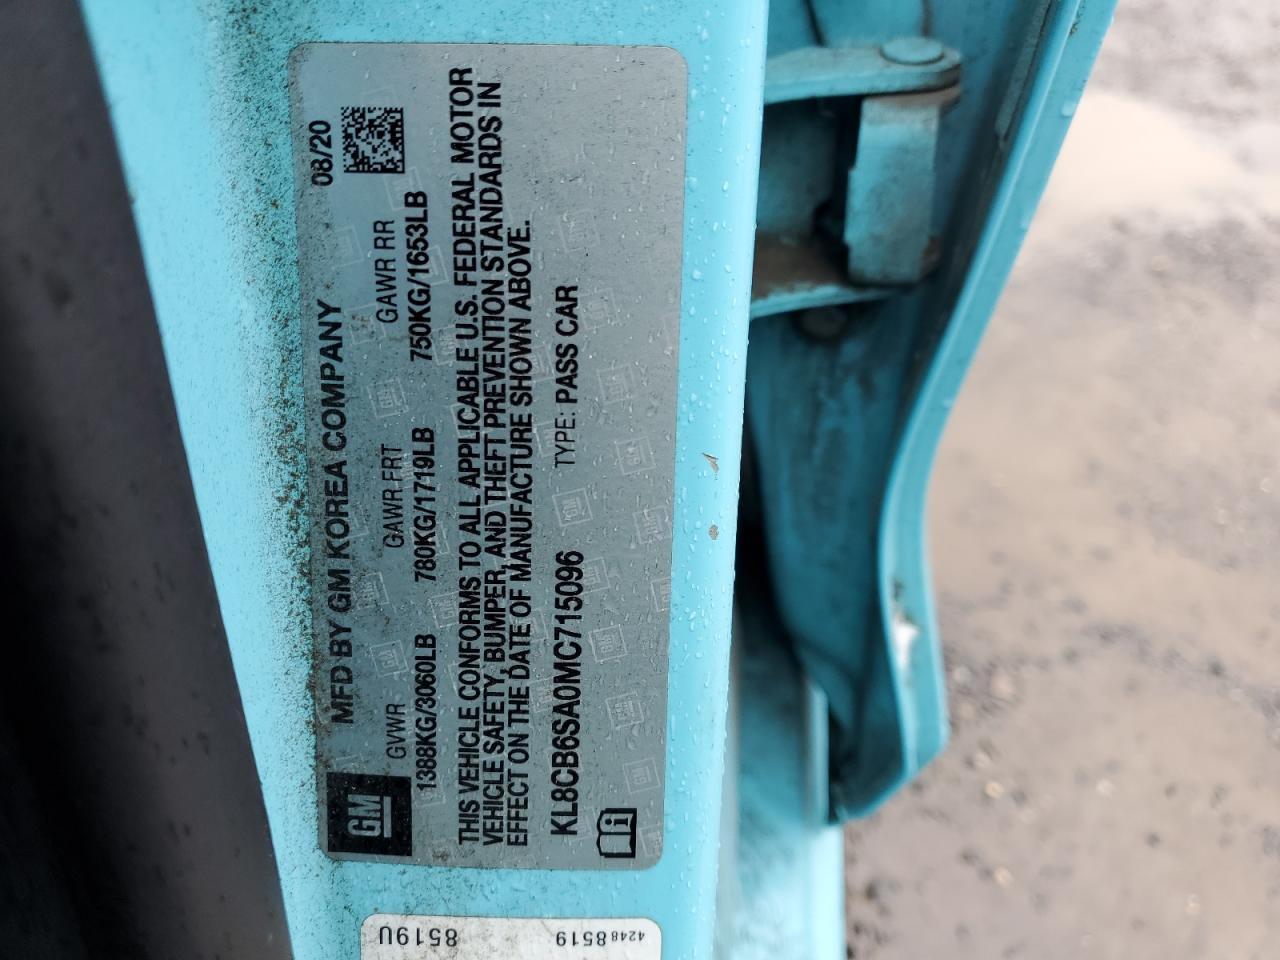 GM
MFD BY GM KOREA COMPANY 08/20
GVWR GAWR FRT GAWR RR
1388KG/3060LB 780KG/1719LB 750KG/1653LB
THIS VEHICLE CONFORMS TO ALL APPLICABLE U.S. FEDERAL MOTOR
VEHICLE SAFETY, BUMPER, AND THEFT PREVENTION STANDARDS IN
EFFECT ON THE DATE OF MANUFACTURE SHOWN ABOVE.
KL8CB6SA0MC715096 TYPE: PASS CAR
42488519 8519U